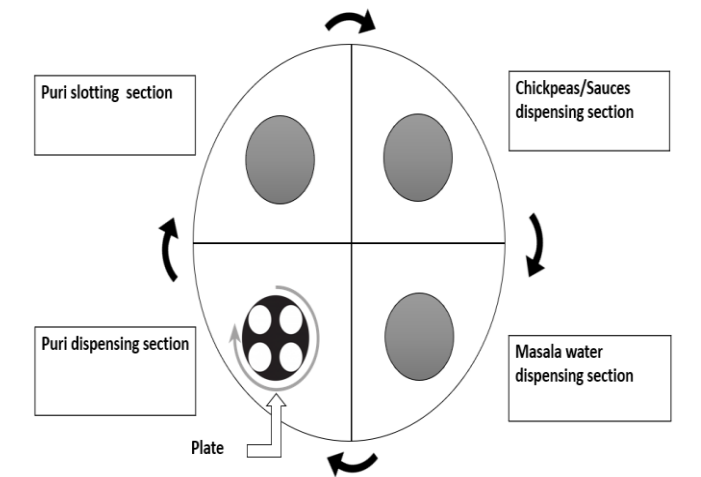 Puri slotting section
Chickpeas/Sauces
dispensing section
Puri dispensing section
Masala water
dispensing section
Plate